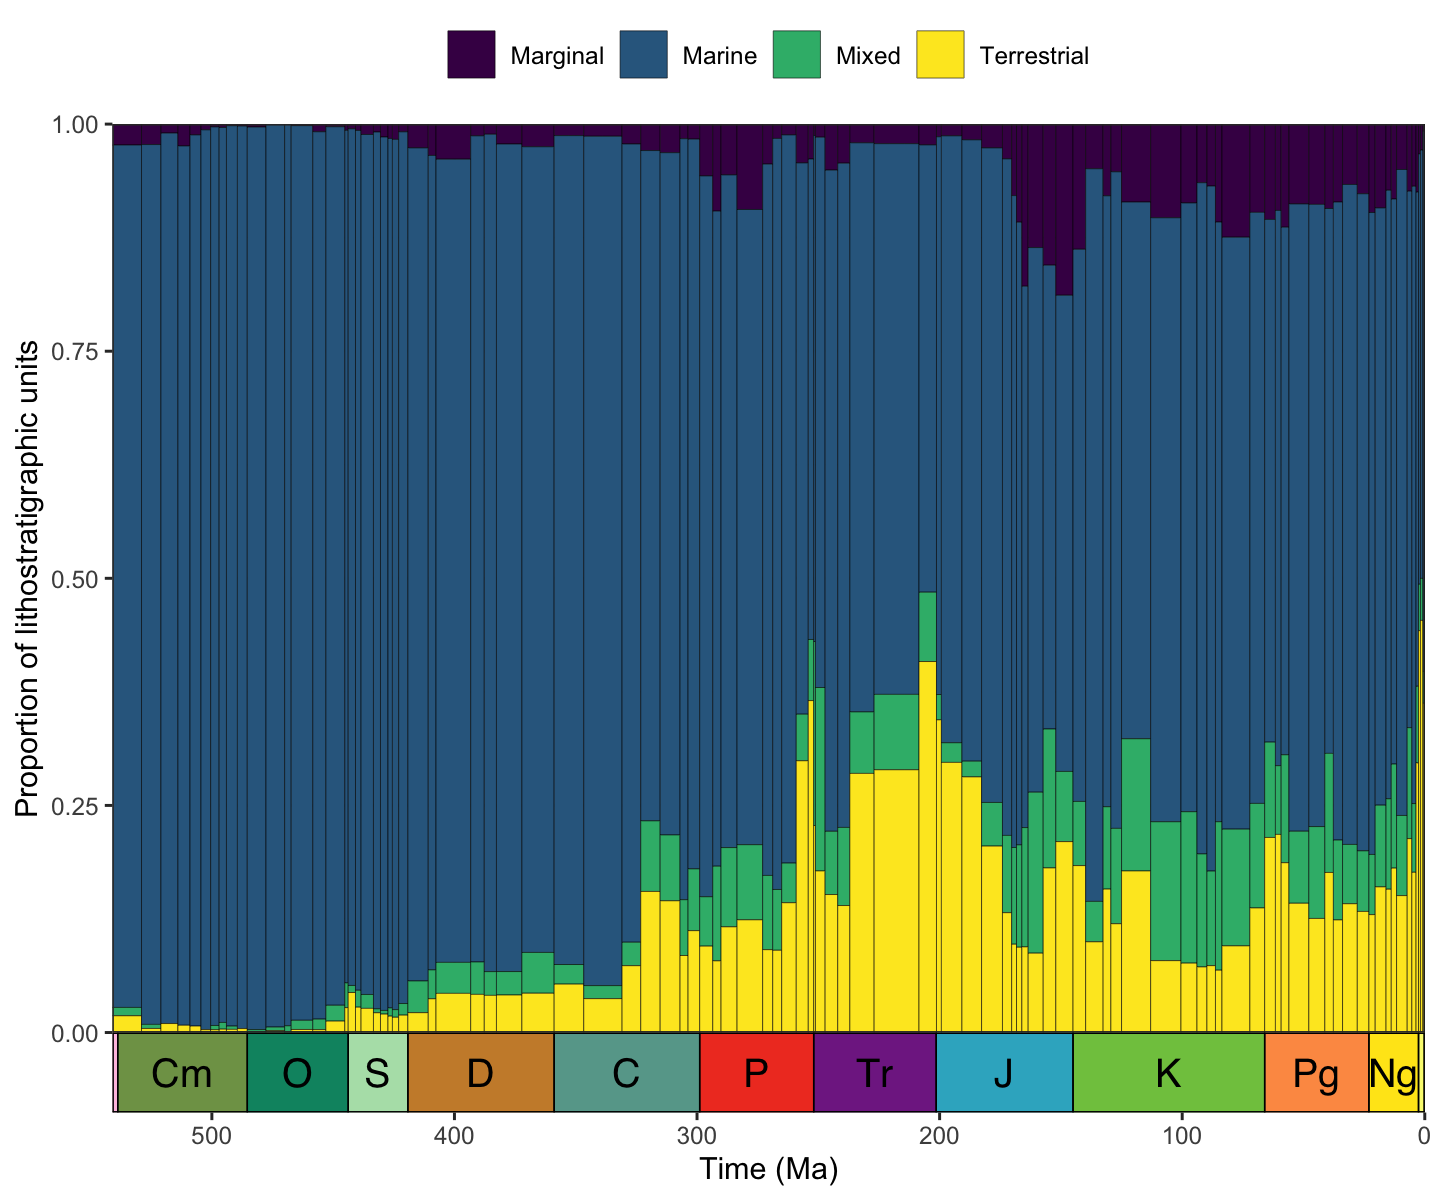 Marginal Marine Mixed Terrestrial
Proportion of lithostratigraphic units
1.00
0.75
0.50
0.25
0.00
Cm O S D C P Tr J K Pg Ng
500 400 300 200 100 0
Time (Ma)